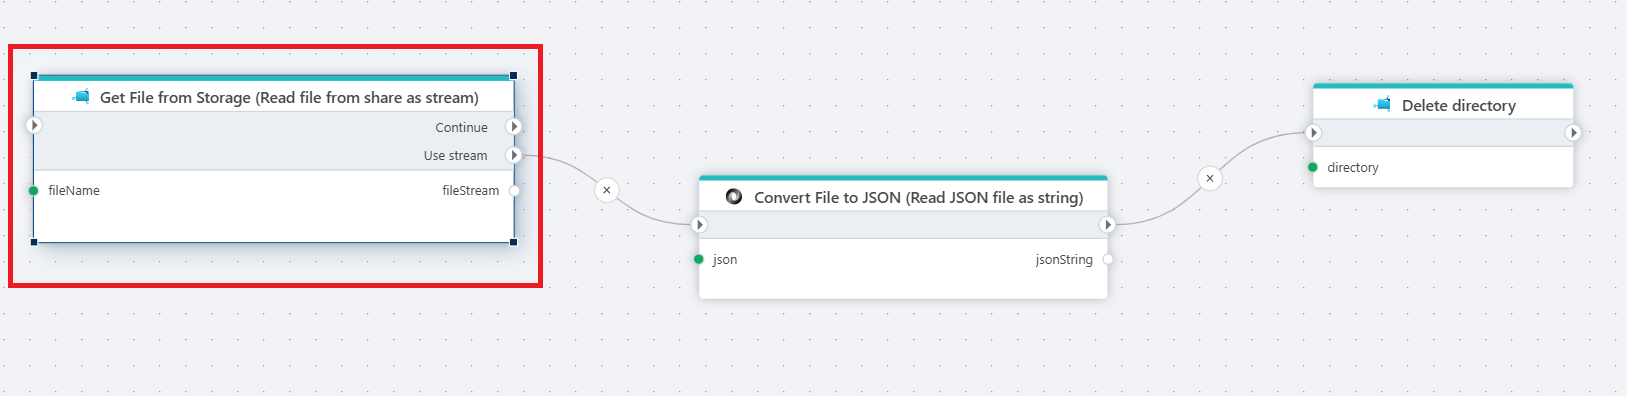 Get File from Storage (Read file from share as stream)
Continue
Use stream
fileName
fileStream
Convert File to JSON (Read JSON file as string)
json
jsonString
Delete directory
directory